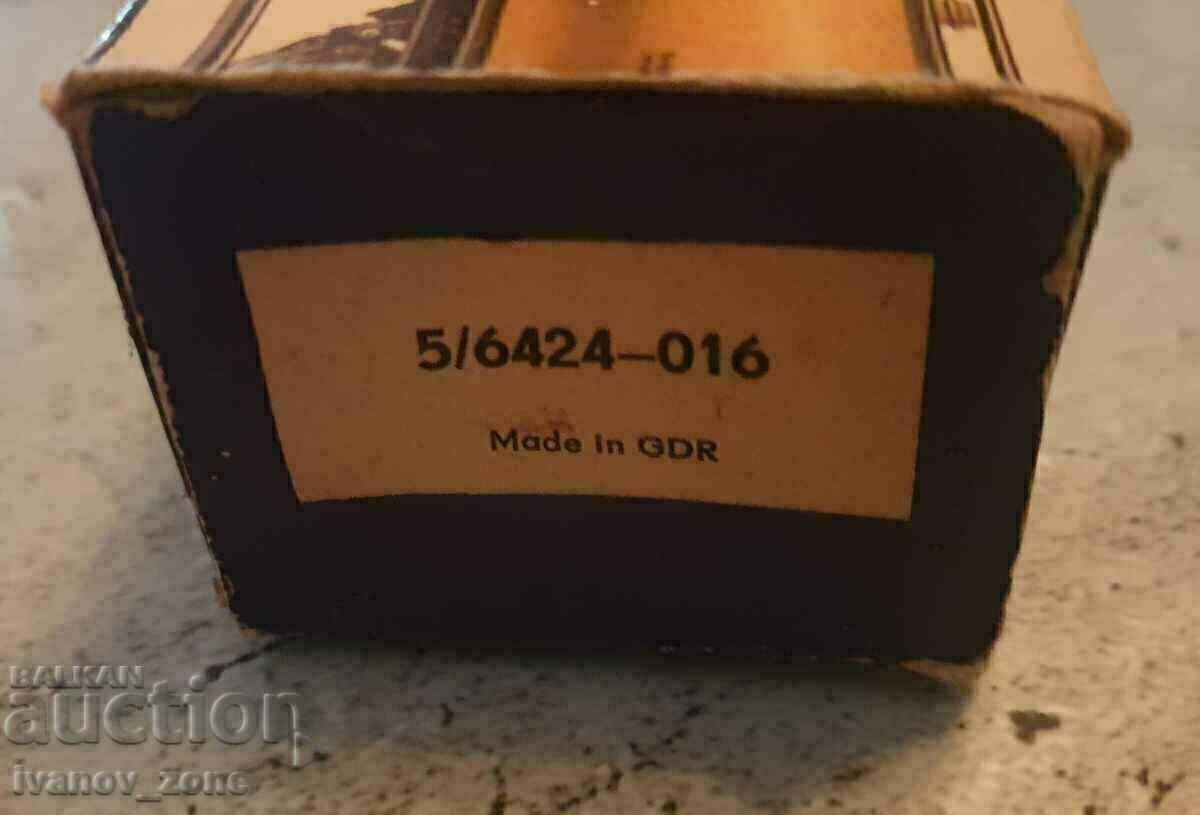 5/6424–016
Made in GDR
BALKAN
auction
ivanov_zone